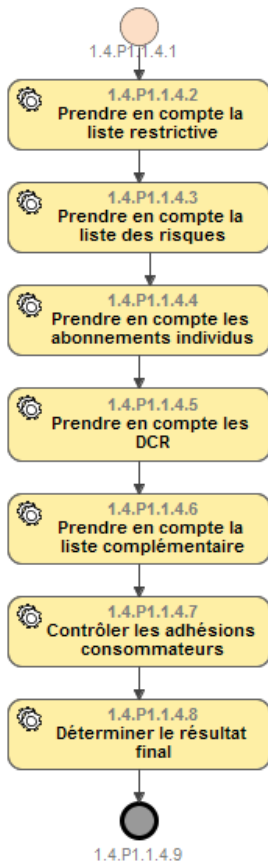 1.4.P1.1.4.1
1.4.P1.1.4.2
Prendre en compte la
liste restrictive
1.4.P1.1.4.3
Prendre en compte la
liste des risques
1.4.P1.1.4.4
Prendre en compte les
abonnements individus
1.4.P1.1.4.5
Prendre en compte les
DCR
1.4.P1.1.4.6
Prendre en compte la
liste complémentaire
1.4.P1.1.4.7
Contrôler les adhésions
consommateurs
1.4.P1.1.4.8
Déterminer le résultat
final
1.4.P1.1.4.9